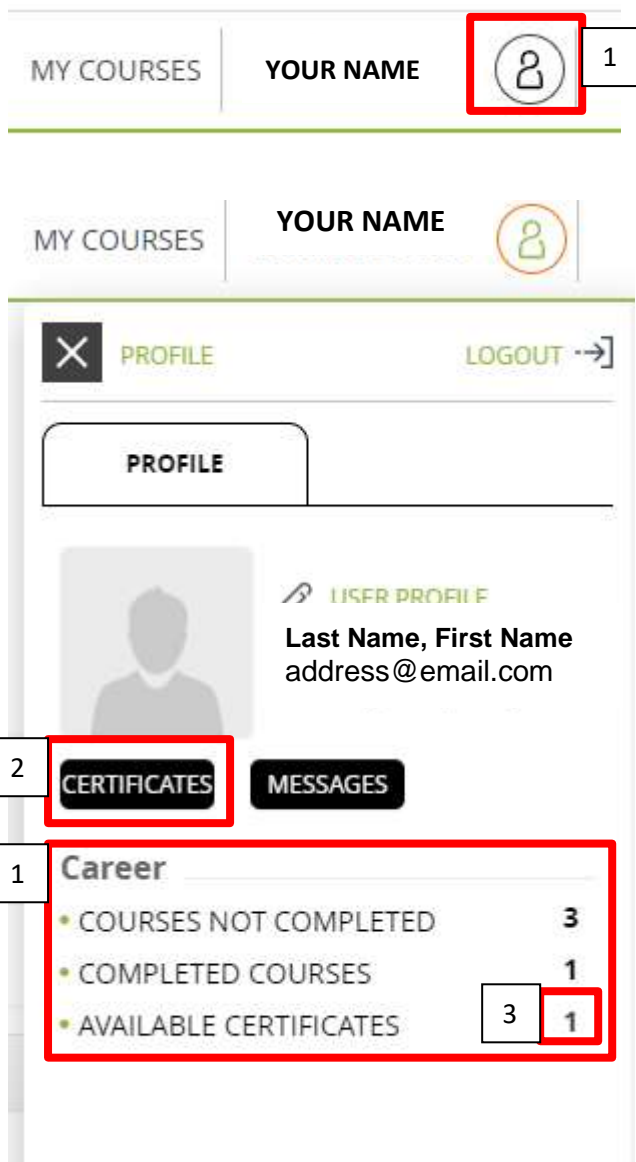 MY COURSES YOUR NAME 1
MY COURSES YOUR NAME
PROFILE LOGOUT
PROFILE
USER PROFILE
Last Name, First Name
address@email.com
2 CERTIFICATES MESSAGES
1 Career
• COURSES NOT COMPLETED 3
• COMPLETED COURSES 1
• AVAILABLE CERTIFICATES 3 1